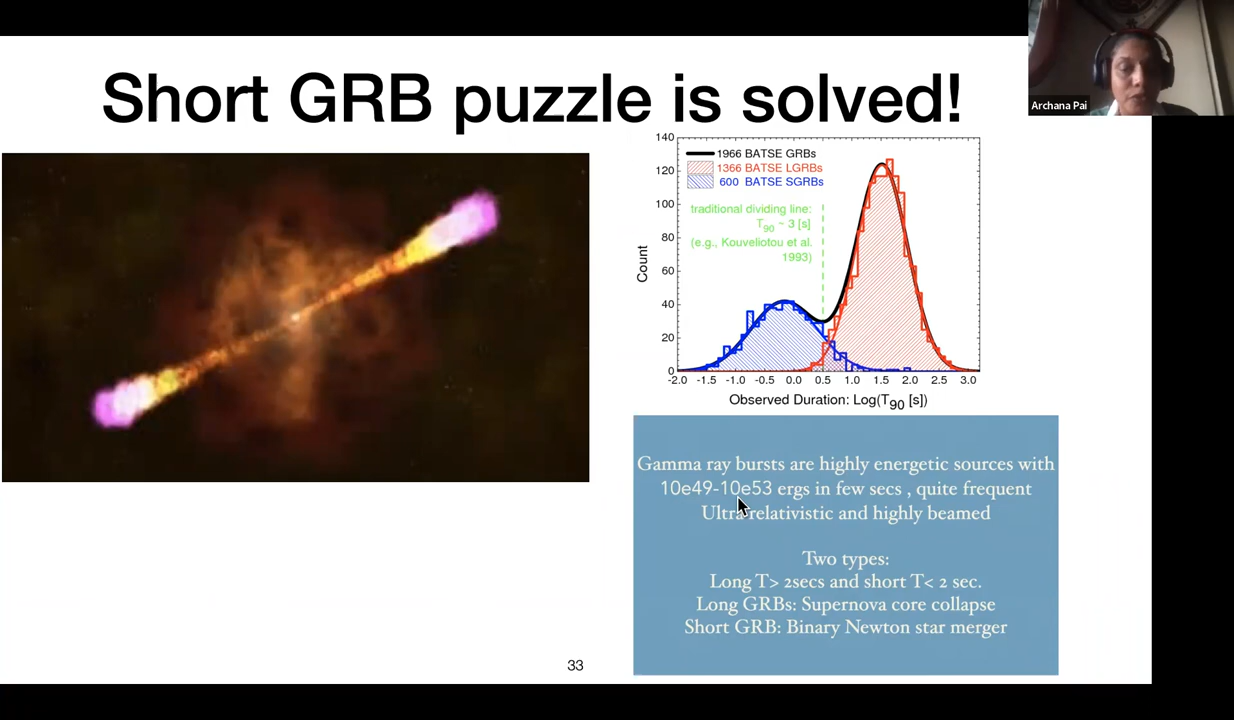 Short GRB puzzle is solved!
Archana Pai
140
120
100
80
60
40
20
0
Count
1966 BATSE GRBs
1366 BATSE LGRBs
600 BATSE SGRBs
traditional dividing line:
T90 ~ 3 [s]
(e.g., Kouveliotou et al.
1993)
-2.0 -1.5 -1.0 -0.5 0.0 0.5 1.0 1.5 2.0 2.5 3.0
Observed Duration: Log(T90 [s])
Gamma ray bursts are highly energetic sources with
10e49-10e53 ergs in few secs , quite frequent
Ultra relativistic and highly beamed
Two types:
Long T> 2secs and short T< 2 sec.
Long GRBs: Supernova core collapse
Short GRB: Binary Newton star merger
33